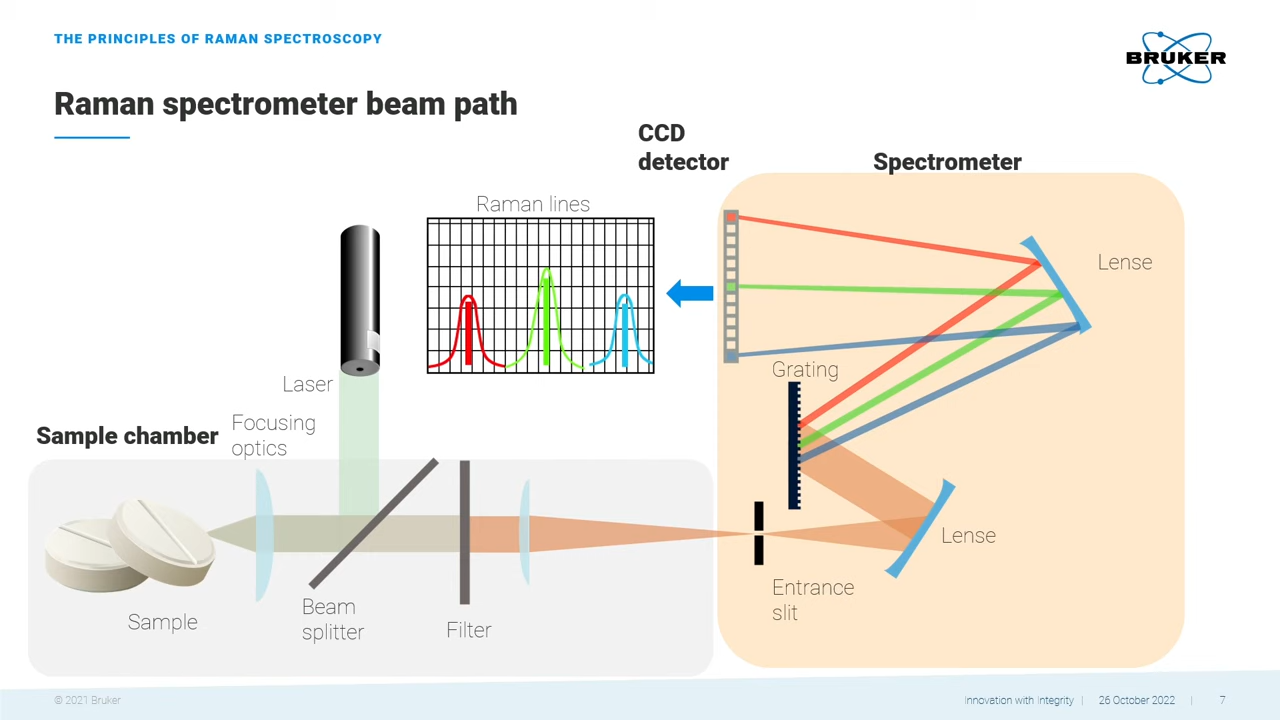 THE PRINCIPLES OF RAMAN SPECTROSCOPY
BRUKER
Raman spectrometer beam path
CCD
detector
Spectrometer
Raman lines
Lense
Laser
Grating
Focusing
optics
Sample chamber
Lense
Entrance
slit
Beam
splitter
Sample
Filter
© 2021 Bruker
Innovation with Integrity |
26 October 2022
|
7